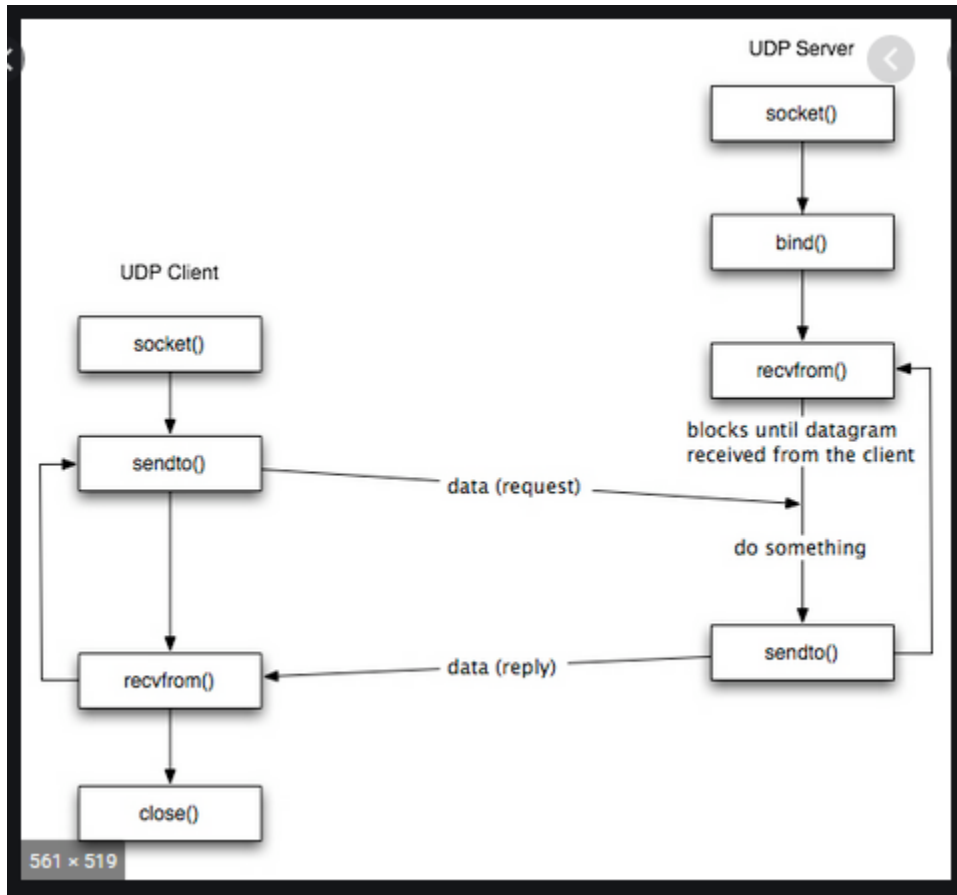 UDP Server
socket()
bind()
UDP Client
socket()
recvfrom()
blocks until datagram
received from the client
sendto()
data (request)
do something
sendto()
data (reply)
recvfrom()
close()
561 × 519